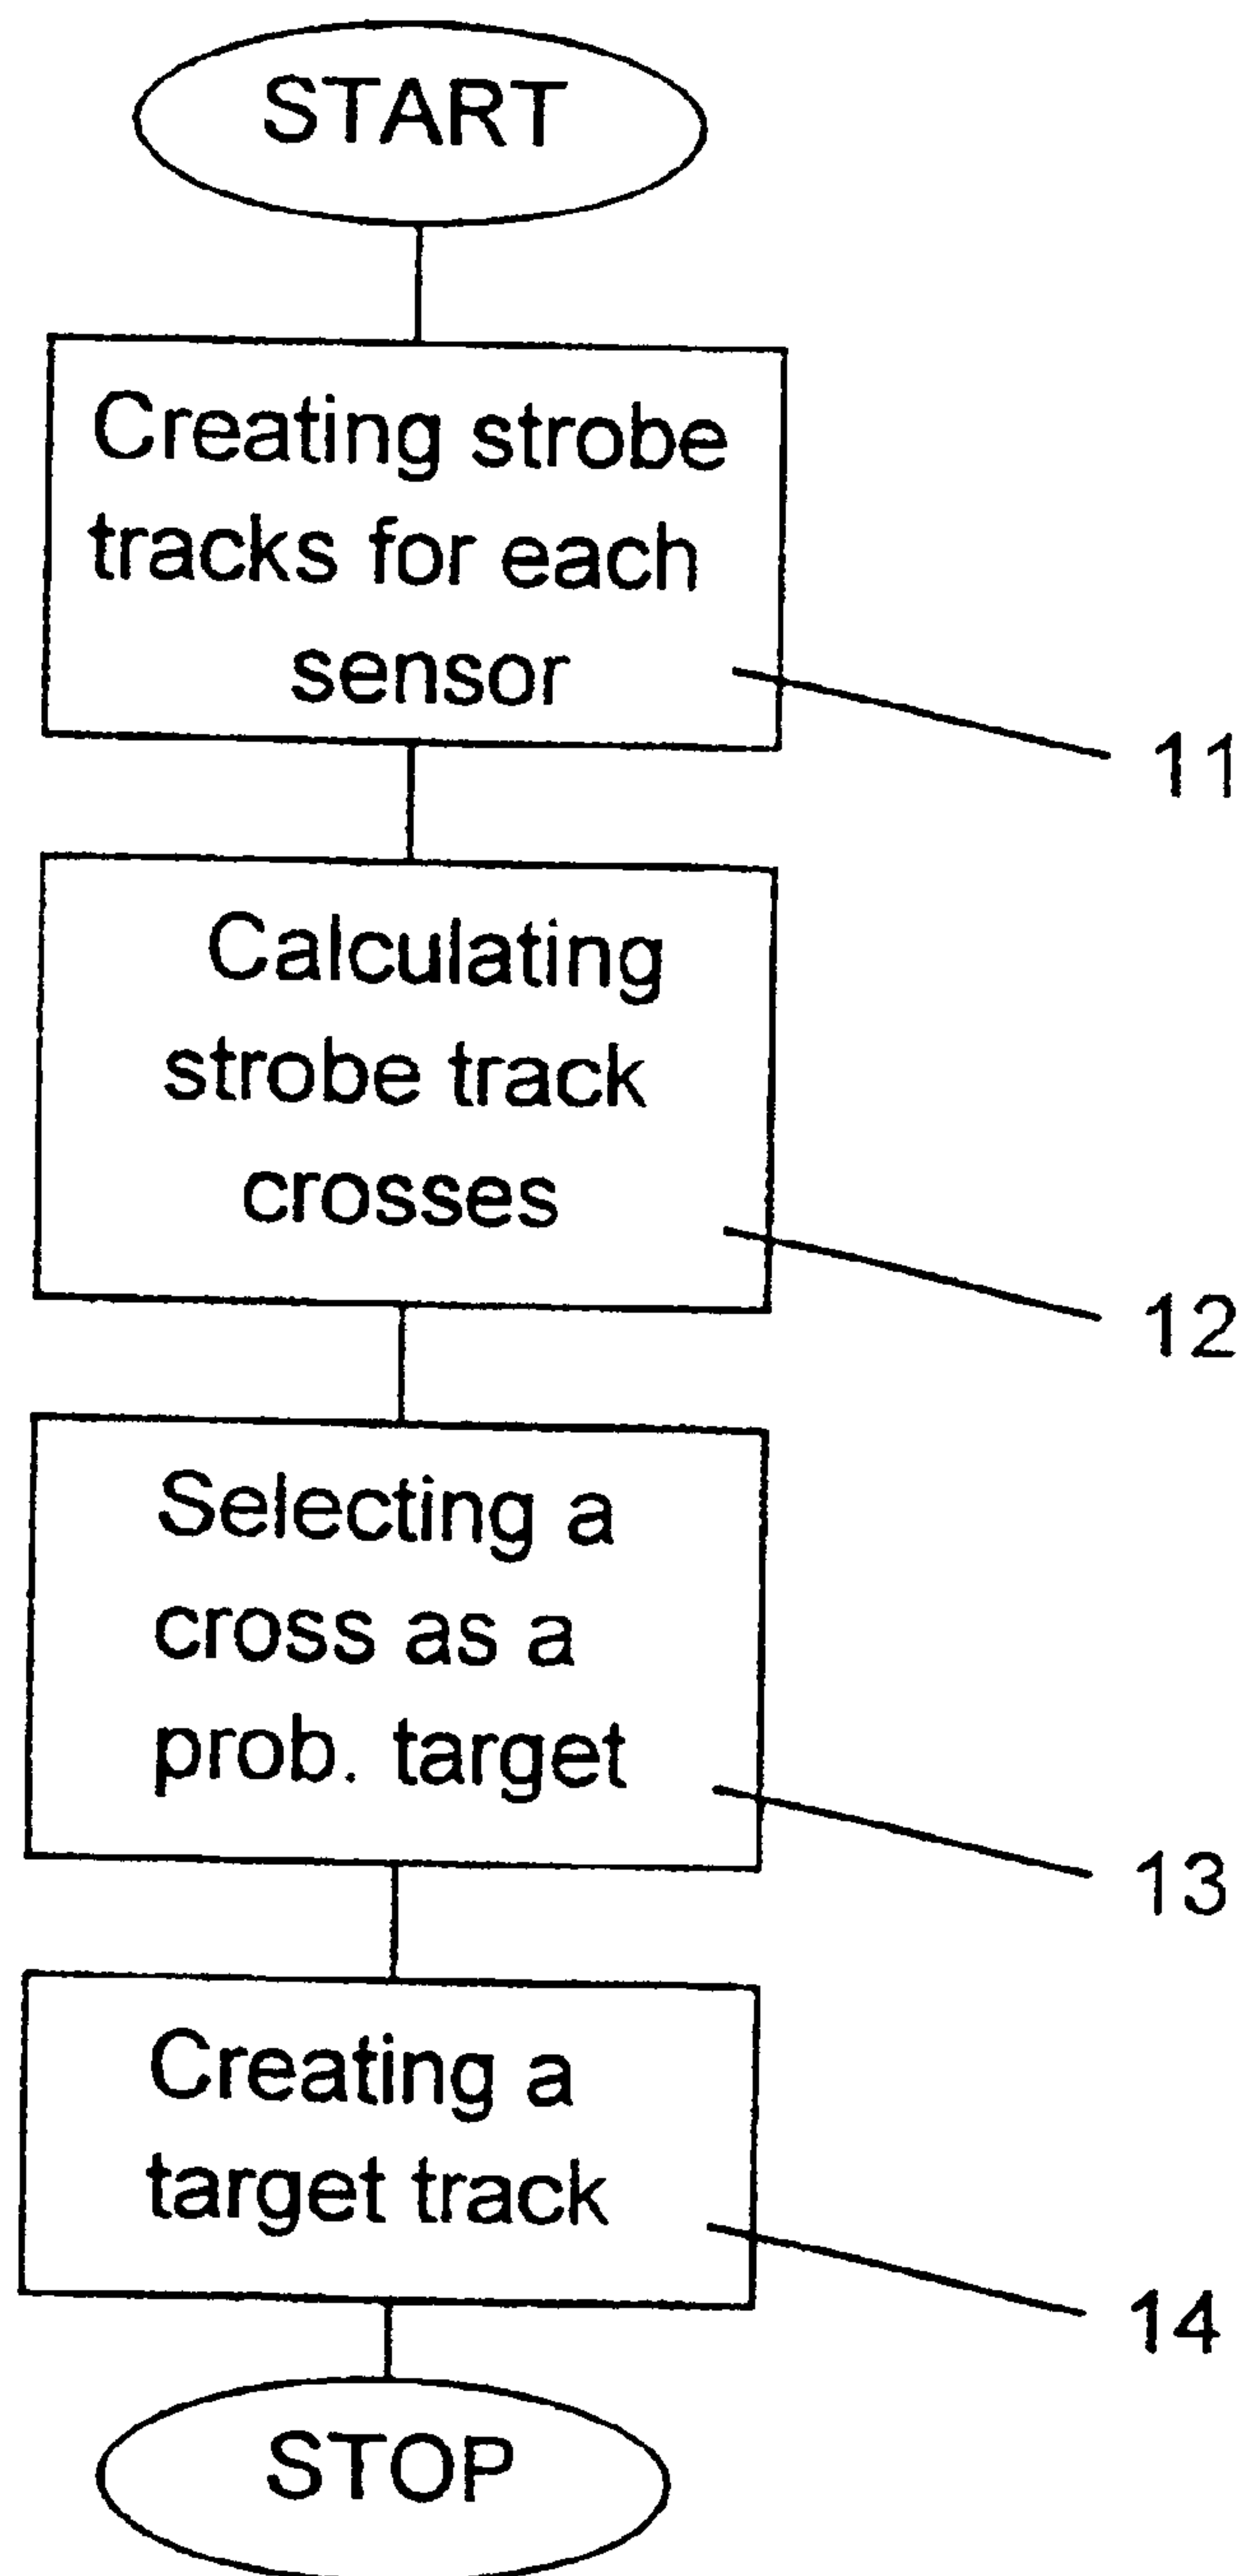 START
Creating strobe
tracks for each
sensor
11
Calculating
strobe track
crosses
12
Selecting a
cross as a
prob. target
13
Creating a
target track
14
STOP